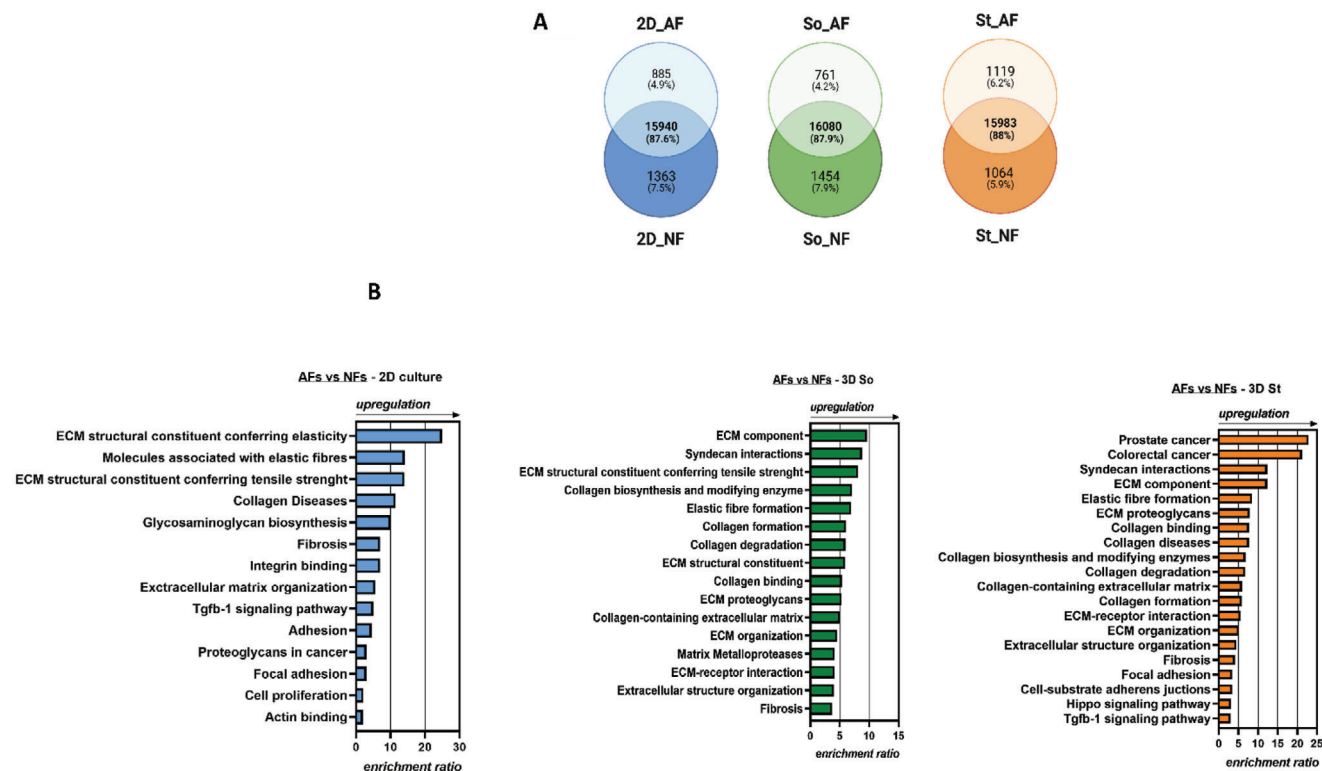 A
2D_AF
So_AF
St_AF
885
(4.9%)
761
(4.2%)
1119
(6.2%)
15940
(87.6%)
16080
(87.9%)
15983
(88%)
1363
(7.5%)
1454
(7.9%)
1064
(5.9%)
2D_NF
So_NF
St_NF
B
AFs vs NFs - 2D culture
upregulation
ECM structural constituent conferring elasticity
Molecules associated with elastic fibres
ECM structural constituent conferring tensile strenght
Collagen Diseases
Glycosaminoglycan biosynthesis
Fibrosis
Integrin binding
Exctracellular matrix organization
Tgfb-1 signaling pathway
Adhesion
Proteoglycans in cancer
Focal adhesion
Cell proliferation
Actin binding
0 10 20 30
enrichment ratio
AFs vs NFs - 3D So
upregulation
ECM component
Syndecan interactions
ECM structural constituent conferring tensile strenght
Collagen biosynthesis and modifying enzyme
Elastic fibre formation
Collagen formation
Collagen degradation
ECM structural constituent
Collagen binding
ECM proteoglycans
Collagen-containing extracellular matrix
ECM organization
Matrix Metalloproteases
ECM-receptor interaction
Extracellular structure organization
Fibrosis
0 5 10 15
enrichment ratio
AFs vs NFs - 3D St
upregulation
Prostate cancer
Colorectal cancer
Syndecan interactions
ECM component
Elastic fibre formation
ECM proteoglycans
Collagen binding
Collagen diseases
Collagen biosynthesis and modifying enzymes
Collagen degradation
Collagen-containing extracellular matrix
Collagen formation
ECM-receptor interaction
ECM organization
Extracellular structure organization
Fibrosis
Focal adhesion
Cell-substrate adherens juctions
Hippo signaling pathway
Tgfb-1 signaling pathway
0 5 10 15 20 25
enrichment ratio